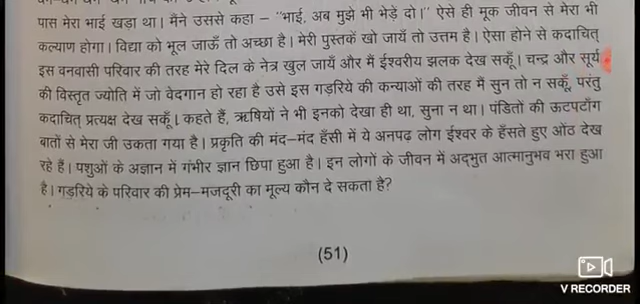 पास मेरा भाई खड़ा था। मैंने उससे कहा – "भाई, अब मुझे भी भेड़ें दो।" ऐसे ही मूक जीवन से मेरा भी
कल्याण होगा। विद्या को भूल जाऊँ तो अच्छा है। मेरी पुस्तकें खो जायँ तो उत्तम है। ऐसा होने से कदाचित्
इस वनवासी परिवार की तरह मेरे दिल के नेत्र खुल जायँ और मैं ईश्वरीय झलक देख सकूँ। चन्द्र और सूर्य
की विस्तृत ज्योति में जो वेदगान हो रहा है उसे इस गड़रिये की कन्याओं की तरह मैं सुन तो न सकूँ, परंतु
कदाचित् प्रत्यक्ष देख सकूँ। कहते हैं, ऋषियों ने भी इनको देखा ही था, सुना न था। पंडितों की ऊटपटाँग
बातों से मेरा जी उकता गया है। प्रकृति की मंद–मंद हँसी में ये अनपढ़ लोग ईश्वर के हँसते हुए ओंठ देख
रहे हैं। पशुओं के अज्ञान में गंभीर ज्ञान छिपा हुआ है। इन लोगों के जीवन में अद्भुत आत्मानुभव भरा हुआ
है। गड़रिये के परिवार की प्रेम–मजदूरी का मूल्य कौन दे सकता है?
(51)
V RECORDER